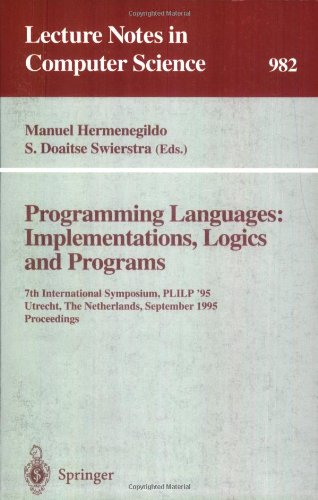 Lecture Notes in
Computer Science 982
Manuel Hermenegildo
S. Doaitse Swierstra (Eds.)
Programming Languages:
Implementations, Logics
and Programs
7th International Symposium, PLILP '95
Utrecht, The Netherlands, September 1995
Proceedings
Springer